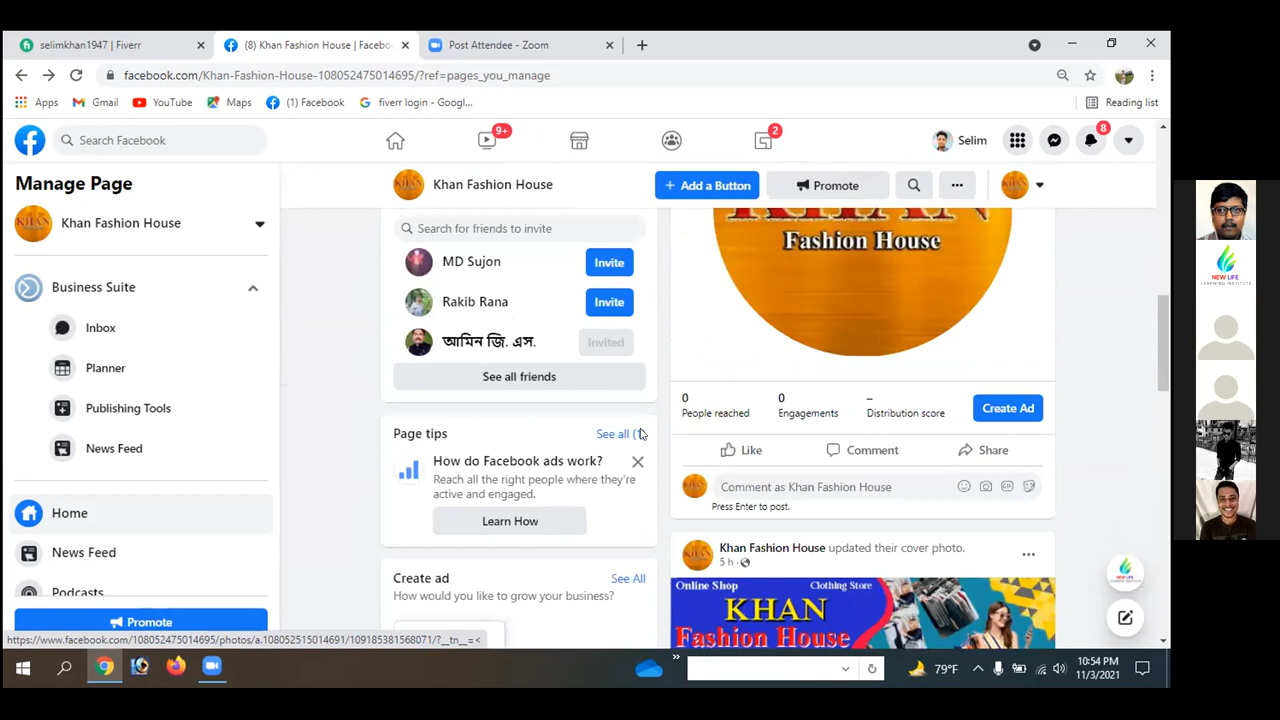 selimkhan1947 | Fiverr
(8) Khan Fashion House | Facebo
Post Attendee - Zoom
facebook.com/Khan-Fashion-House-108052475014695/?ref=pages_you_manage
Apps
Gmail
YouTube
Maps
(1) Facebook
fiverr login - Googl...
Reading list
Search Facebook
9+
2
Selim
8
Manage Page
Khan Fashion House
Business Suite
Inbox
Planner
Publishing Tools
News Feed
Home
News Feed
Podcasts
Promote
Khan Fashion House
+ Add a Button
Promote
Search for friends to invite
MD Sujon
Invite
Rakib Rana
Invite
আমিন জি. এস.
Invited
See all friends
Page tips
See all (1
How do Facebook ads work?
Reach all the right people where they're
active and engaged.
Learn How
Create ad
See All
How would you like to grow your business?
KHAN
Fashion House
0
People reached
0
Engagements
–
Distribution score
Create Ad
Like
Comment
Share
Comment as Khan Fashion House
Press Enter to post.
Khan Fashion House updated their cover photo.
5 h
Online Shop
Clothing Store
KHAN
Fashion House
https://www.facebook.com/108052475014695/photos/a.108052515014691/109185381568071/?__tn__=<
79°F
10:54 PM
11/3/2021
NEW LIFE
LEARNING INSTITUTE